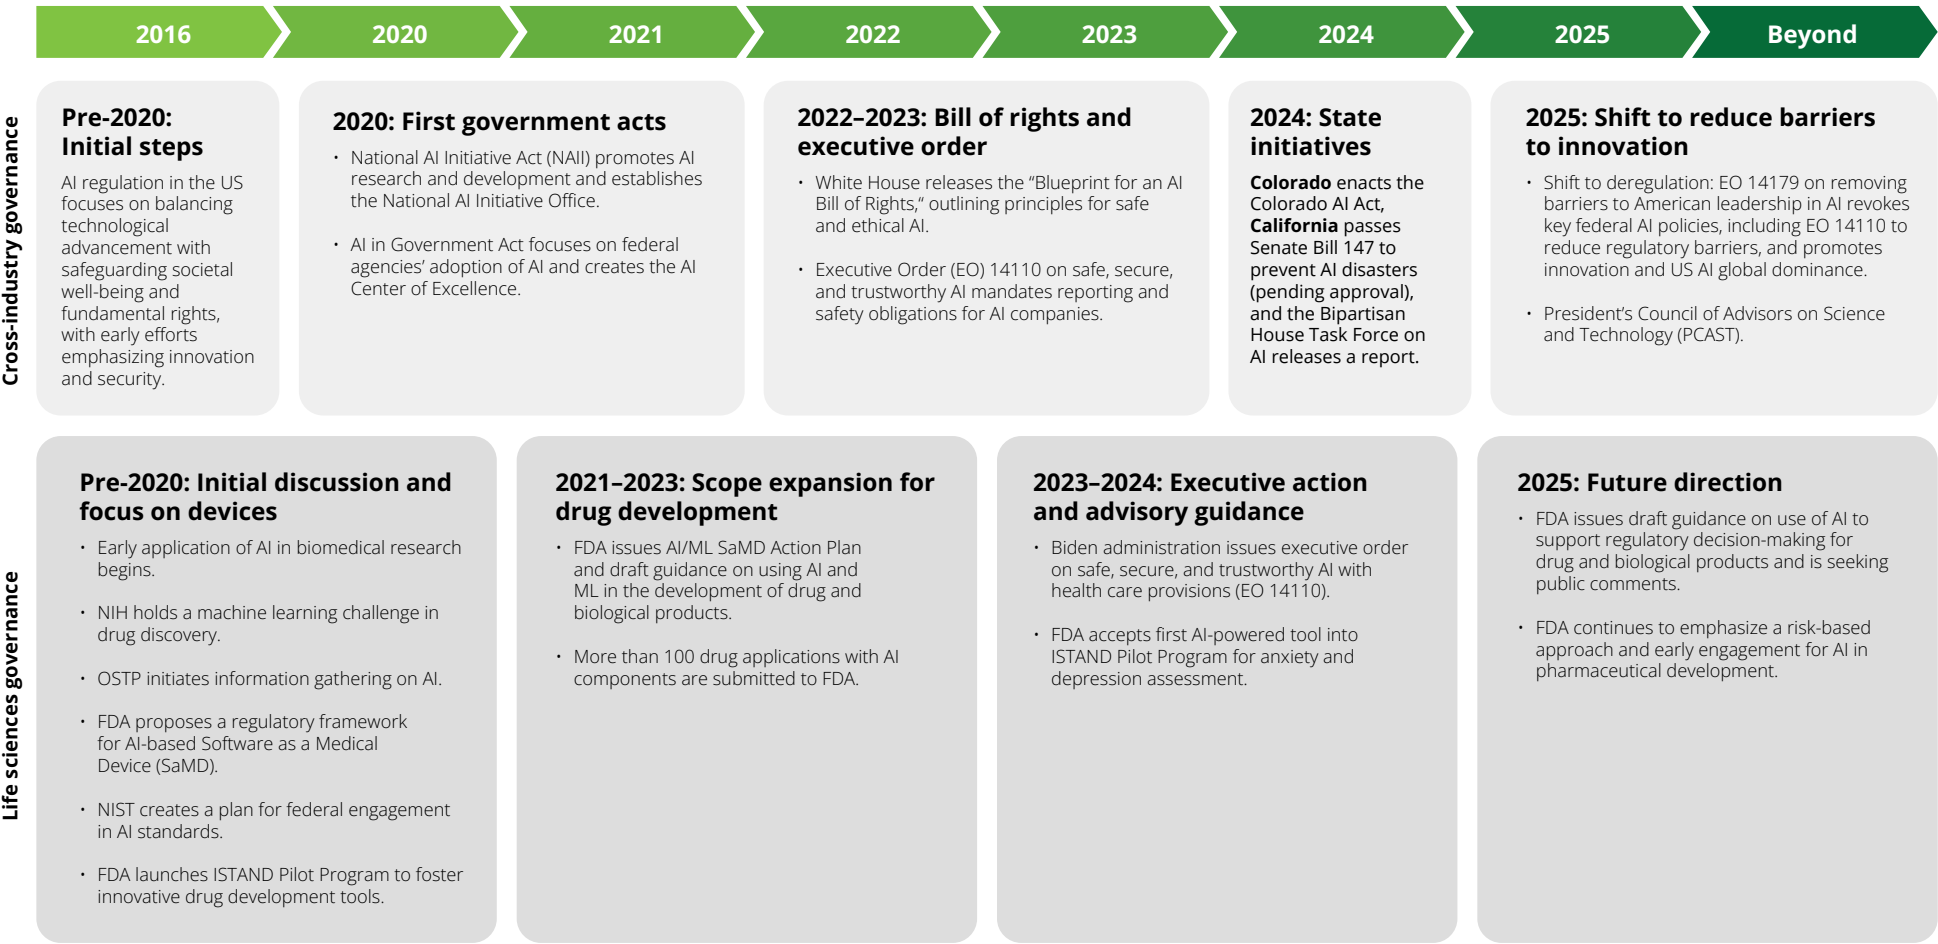 2016
2020
2021
2022
2023
2024
2025
Beyond
Cross-industry governance
Pre-2020:
Initial steps
AI regulation in the US
focuses on balancing
technological
advancement with
safeguarding societal
well-being and
fundamental rights,
with early efforts
emphasizing innovation
and security.
2020: First government acts
• National AI Initiative Act (NAII) promotes AI
research and development and establishes
the National AI Initiative Office.
• AI in Government Act focuses on federal
agencies’ adoption of AI and creates the AI
Center of Excellence.
2022–2023: Bill of rights and
executive order
• White House releases the “Blueprint for an AI
Bill of Rights,“ outlining principles for safe
and ethical AI.
• Executive Order (EO) 14110 on safe, secure,
and trustworthy AI mandates reporting and
safety obligations for AI companies.
2024: State
initiatives
Colorado enacts the
Colorado AI Act,
California passes
Senate Bill 147 to
prevent AI disasters
(pending approval),
and the Bipartisan
House Task Force on
AI releases a report.
2025: Shift to reduce barriers
to innovation
• Shift to deregulation: EO 14179 on removing
barriers to American leadership in AI revokes
key federal AI policies, including EO 14110 to
reduce regulatory barriers, and promotes
innovation and US AI global dominance.
• President’s Council of Advisors on Science
and Technology (PCAST).
Life sciences governance
Pre-2020: Initial discussion and
focus on devices
• Early application of AI in biomedical research
begins.
• NIH holds a machine learning challenge in
drug discovery.
• OSTP initiates information gathering on AI.
• FDA proposes a regulatory framework
for AI-based Software as a Medical
Device (SaMD).
• NIST creates a plan for federal engagement
in AI standards.
• FDA launches ISTAND Pilot Program to foster
innovative drug development tools.
2021–2023: Scope expansion for
drug development
• FDA issues AI/ML SaMD Action Plan
and draft guidance on using AI and
ML in the development of drug and
biological products.
• More than 100 drug applications with AI
components are submitted to FDA.
2023–2024: Executive action
and advisory guidance
• Biden administration issues executive order
on safe, secure, and trustworthy AI with
health care provisions (EO 14110).
• FDA accepts first AI-powered tool into
ISTAND Pilot Program for anxiety and
depression assessment.
2025: Future direction
• FDA issues draft guidance on use of AI to
support regulatory decision-making for
drug and biological products and is seeking
public comments.
• FDA continues to emphasize a risk-based
approach and early engagement for AI in
pharmaceutical development.